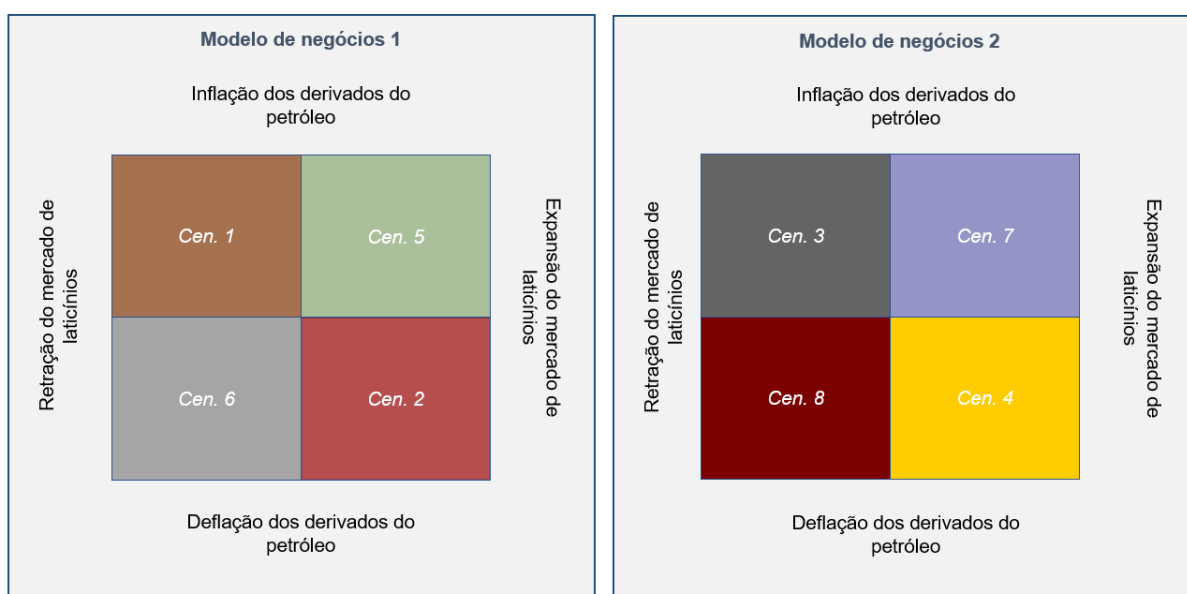 Modelo de negócios 1
Inflação dos derivados do
petróleo
Retração do mercado de
laticínios
Cen. 1
Cen. 5
Cen. 6
Cen. 2
Expansão do mercado de
laticínios
Deflação dos derivados do
petróleo
Modelo de negócios 2
Inflação dos derivados do
petróleo
Retração do mercado de
laticínios
Cen. 3
Cen. 7
Cen. 8
Cen. 4
Expansão do mercado de
laticínios
Deflação dos derivados do
petróleo